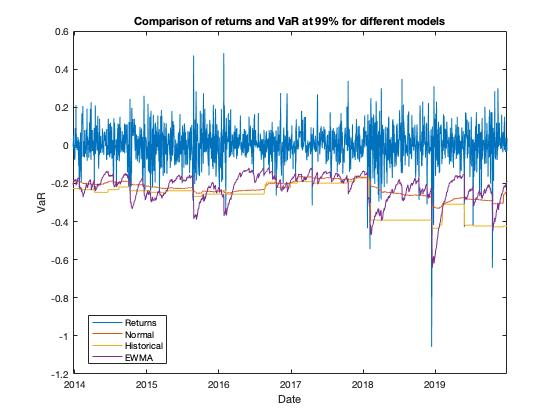 Comparison of returns and VaR at 99% for different models
0.6
0.4
0.2
0
-0.2
-0.4
-0.6
-0.8
-1
-1.2
VaR
Returns
Normal
Historical
EWMA
2014 2015 2016 2017 2018 2019
Date